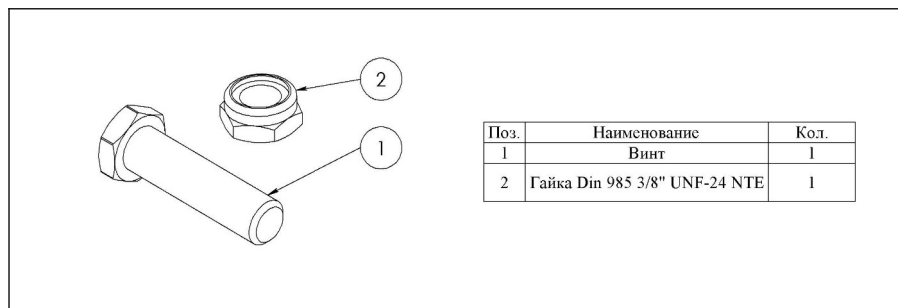 2
1
Поз. Наименование Кол.
1 Винт 1
2 Гайка Din 985 3/8" UNF-24 NTE 1